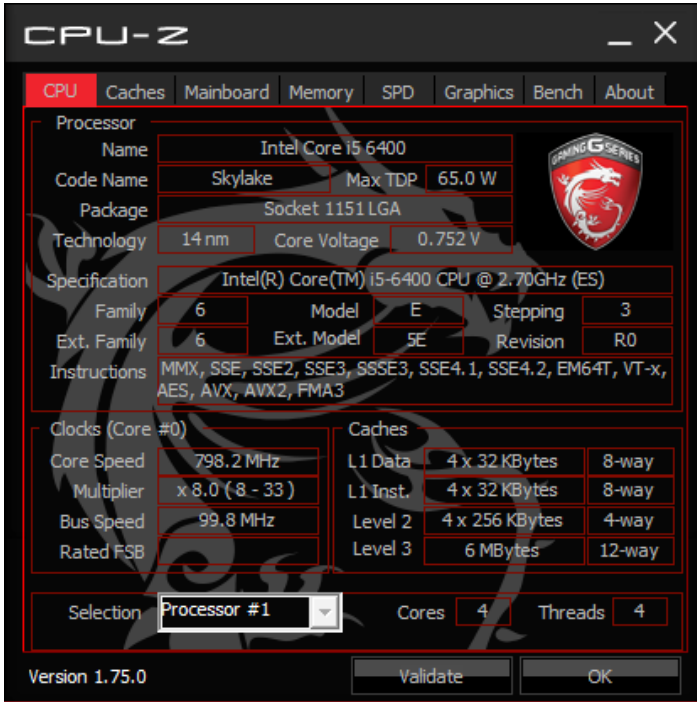 CPU-Z
CPU Caches Mainboard Memory SPD Graphics Bench About
Processor
Name Intel Core i5 6400
GAMING G SERIES
Code Name Skylake Max TDP 65.0 W
Package Socket 1151 LGA
Technology 14 nm Core Voltage 0.752 V
Specification Intel(R) Core(TM) i5-6400 CPU @ 2.70GHz (ES)
Family 6 Model E Stepping 3
Ext. Family 6 Ext. Model 5E Revision R0
Instructions MMX, SSE, SSE2, SSE3, SSSE3, SSE4.1, SSE4.2, EM64T, VT-x,
AES, AVX, AVX2, FMA3
Clocks (Core #0) Caches
Core Speed 798.2 MHz L1 Data 4 x 32 KBytes 8-way
Multiplier x 8.0 ( 8 - 33 ) L1 Inst. 4 x 32 KBytes 8-way
Bus Speed 99.8 MHz Level 2 4 x 256 KBytes 4-way
Rated FSB Level 3 6 MBytes 12-way
Selection Processor #1 Cores 4 Threads 4
Version 1.75.0 Validate OK